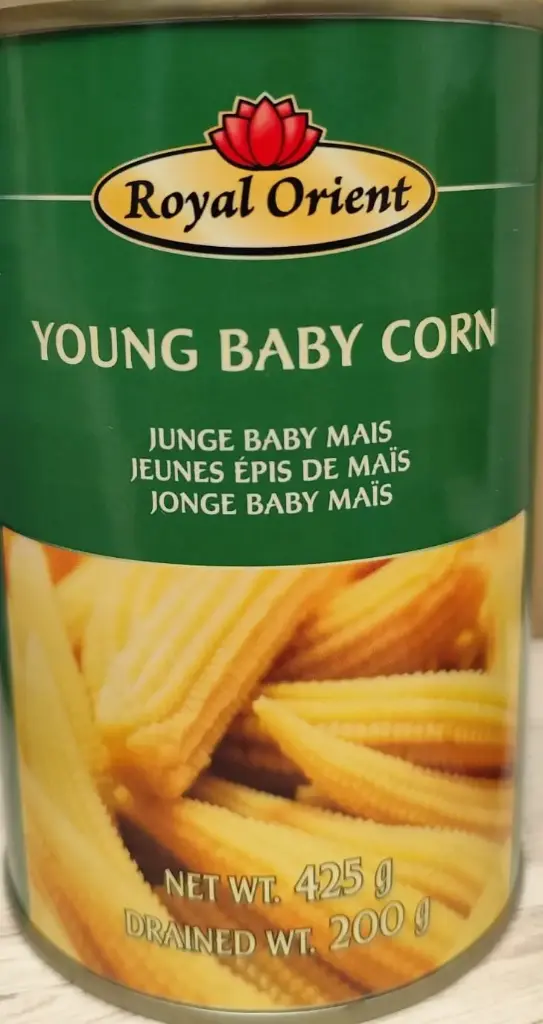 Royal Orient
YOUNG BABY CORN
JUNGE BABY MAIS
JEUNES ÉPIS DE MAÏS
JONGE BABY MAÏS
NET WT. 425 g
DRAINED WT. 200 g